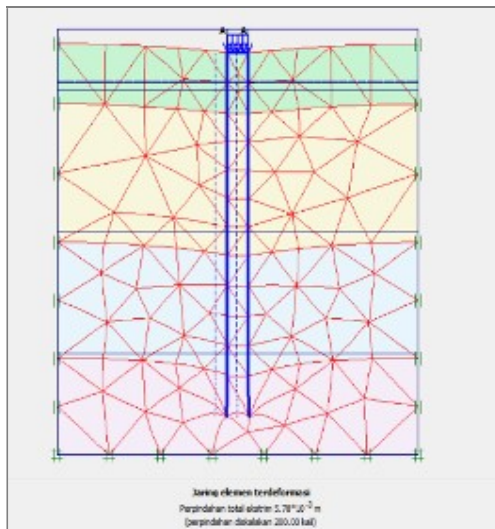 A A
Jaring elemen terdeformasi
Perpindahan total ekstrim 5.78*10⁻³ m
(perpindahan diskalakan 200.00 kali)